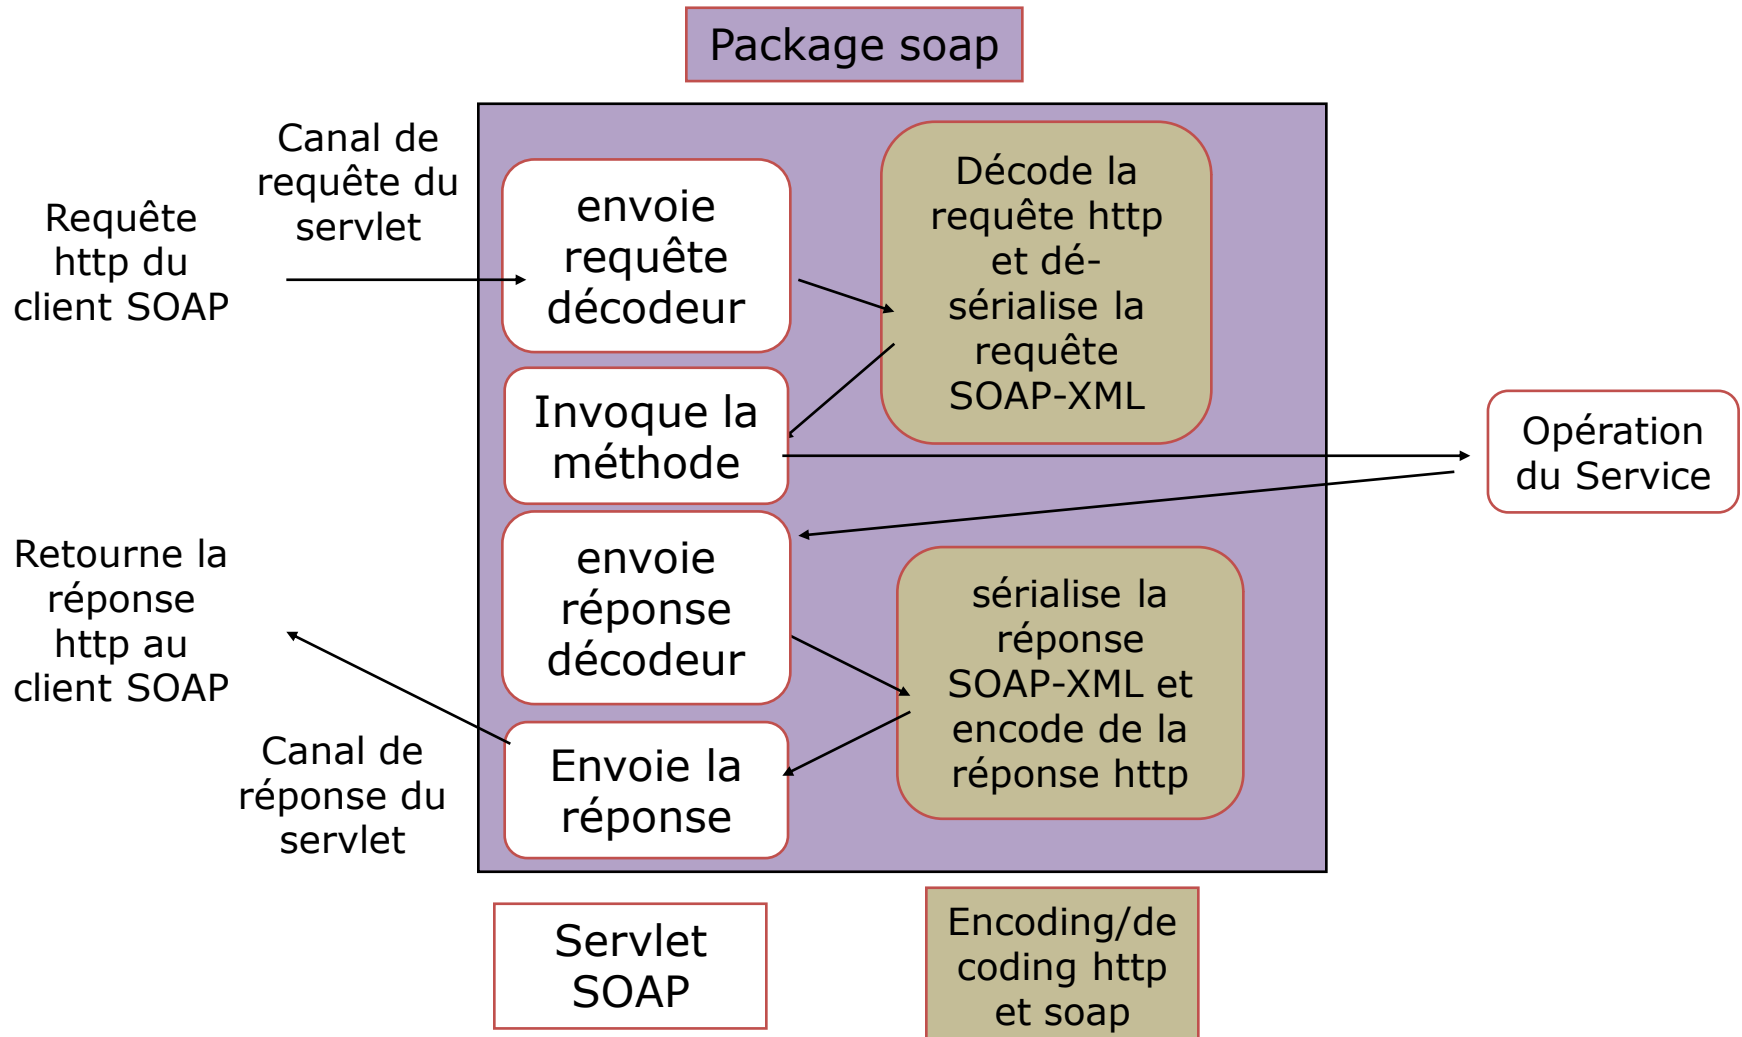 Package soap
Canal de
requête du
servlet
Requête
http du
client SOAP
envoie
requête
décodeur
Décode la
requête http
et dé-
sérialise la
requête
SOAP-XML
Invoque la
méthode
Opération
du Service
envoie
réponse
décodeur
sérialise la
réponse
SOAP-XML et
encode de la
réponse http
Retourne la
réponse
http au
client SOAP
Canal de
réponse du
servlet
Envoie la
réponse
Servlet
SOAP
Encoding/de
coding http
et soap